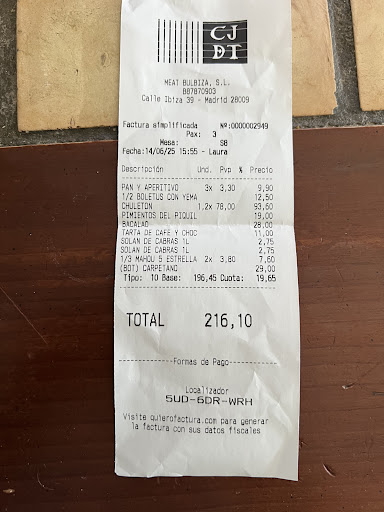 CJ
DT
MEAT BULBIZA, S.L.
B87870903
Calle Ibiza 39 - Madrid 28009
Factura simplificada Nº:0000002949
Pax: 3
Mesa: S8
Fecha:14/06/25 15:55 - Laura
Descripción Und. Pvp % Precio
PAN Y APERITIVO 3x 3,30 9,90
1/2 BOLETUS CON YEMA 12,50
CHULETON 1,2x 78,00 93,60
PIMIENTOS DEL PIQUIL 19,00
BACALAO 28,00
TARTA DE CAFE Y CHOC 11,00
SOLAN DE CABRAS 1L 2,75
SOLAN DE CABRAS 1L 2,75
1/3 MAHOU 5 ESTRELLA 2x 3,80 7,60
(BOT) CARPETANO 29,00
Tipo: 10 Base: 196,45 Cuota: 19,65
TOTAL 216,10
Formas de Pago
Localizador
5UD-6DR-WRH
Visite quierofactura.com para generar
la factura con sus datos fiscales